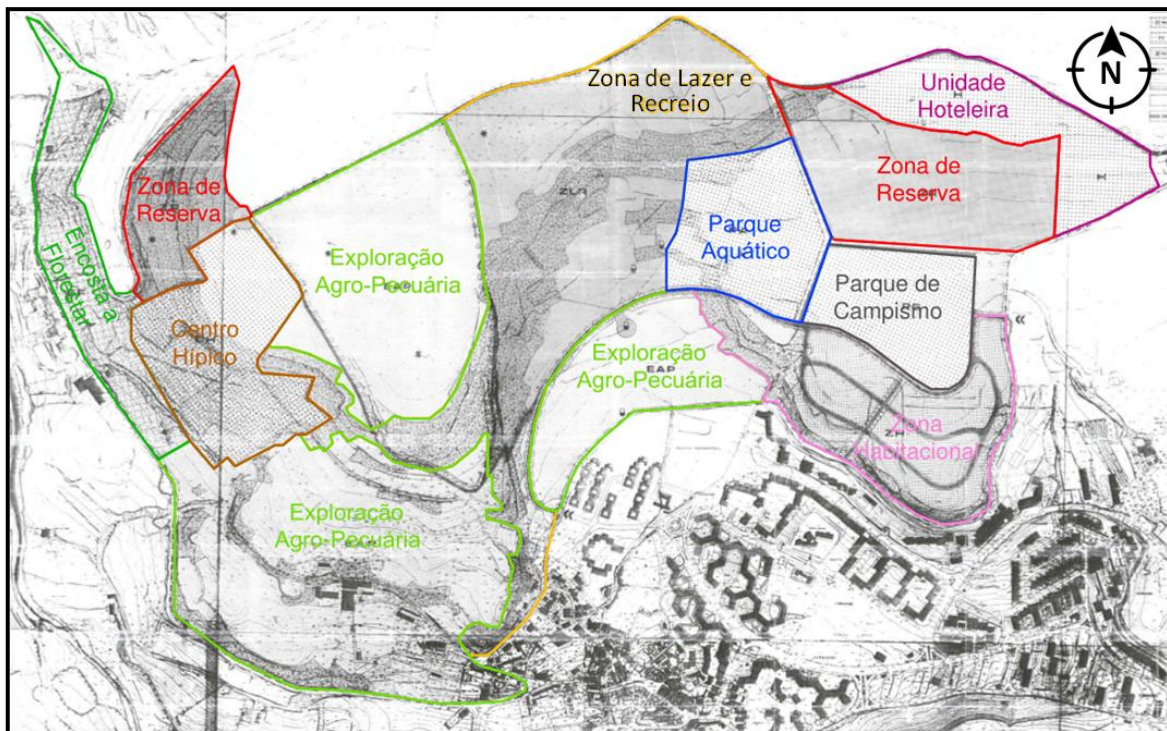 Zona de Lazer e
Recreio
N
Unidade
Hoteleira
H
Zona de
Reserva
Zona de
Reserva
Encosta a
Florestar
Parque
Aquático
Exploração
Agro-Pecuária
Parque de
Campismo
Centro
Hípico
Exploração
Agro-Pecuária
EAP
Zona
Habitacional
Exploração
Agro-Pecuária